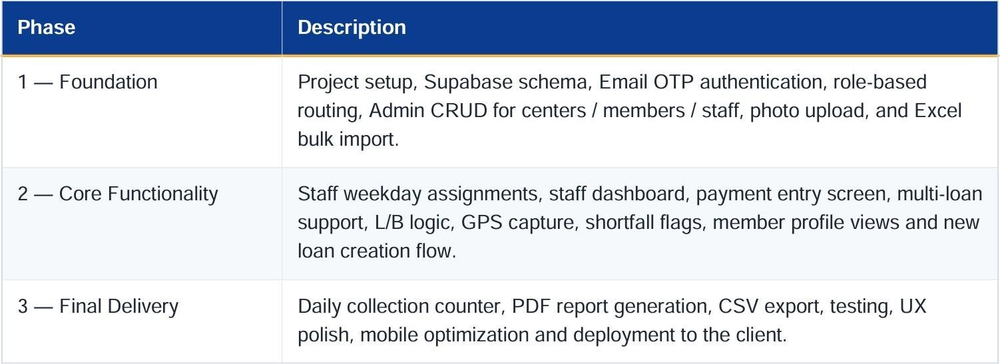 Phase
Description
1 — Foundation
Project setup, Supabase schema, Email OTP authentication, role-based
routing, Admin CRUD for centers / members / staff, photo upload, and Excel
bulk import.
2 — Core Functionality
Staff weekday assignments, staff dashboard, payment entry screen, multi-loan
support, L/B logic, GPS capture, shortfall flags, member profile views and new
loan creation flow.
3 — Final Delivery
Daily collection counter, PDF report generation, CSV export, testing, UX
polish, mobile optimization and deployment to the client.